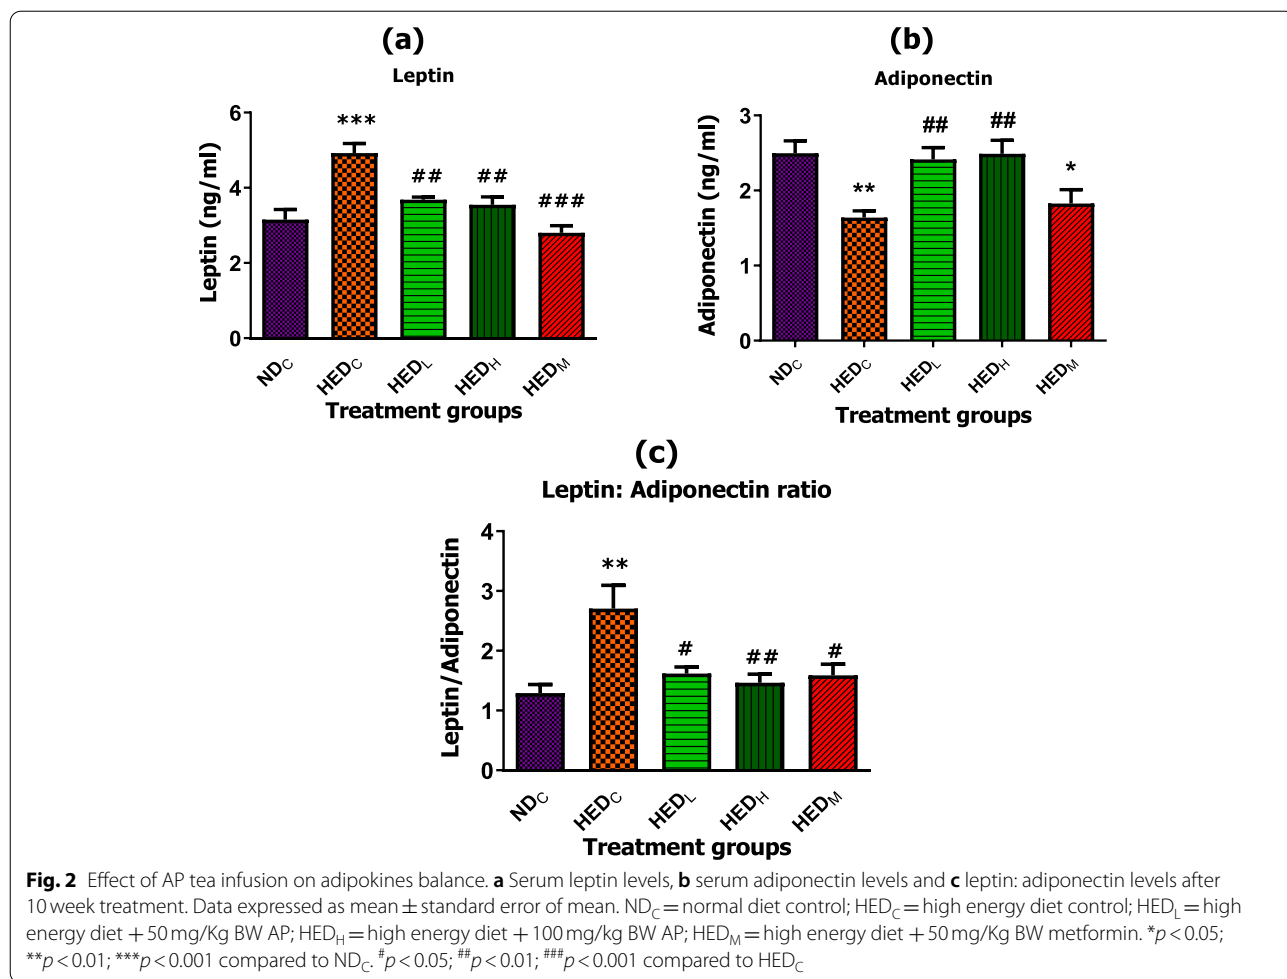 (a)
Leptin
Leptin (ng/ml)
6
4
2
0
***
##
##
###
NDC
HEDC
HEDL
HEDH
HEDM
Treatment groups
(b)
Adiponectin
Adiponectin (ng/ml)
3
2
1
0
**
##
##
*
NDC
HEDC
HEDL
HEDH
HEDM
Treatment groups
(c)
Leptin: Adiponectin ratio
Leptin/Adiponectin
4
3
2
1
0
**
#
##
#
NDC
HEDC
HEDL
HEDH
HEDM
Treatment groups
Fig. 2 Effect of AP tea infusion on adipokines balance. a Serum leptin levels, b serum adiponectin levels and c leptin: adiponectin levels after
10 week treatment. Data expressed as mean ± standard error of mean. NDC = normal diet control; HEDC = high energy diet control; HEDL = high
energy diet + 50 mg/Kg BW AP; HEDH = high energy diet + 100 mg/kg BW AP; HEDM = high energy diet + 50 mg/Kg BW metformin. *p < 0.05;
**p < 0.01; ***p < 0.001 compared to NDC. #p < 0.05; ##p < 0.01; ###p < 0.001 compared to HEDC